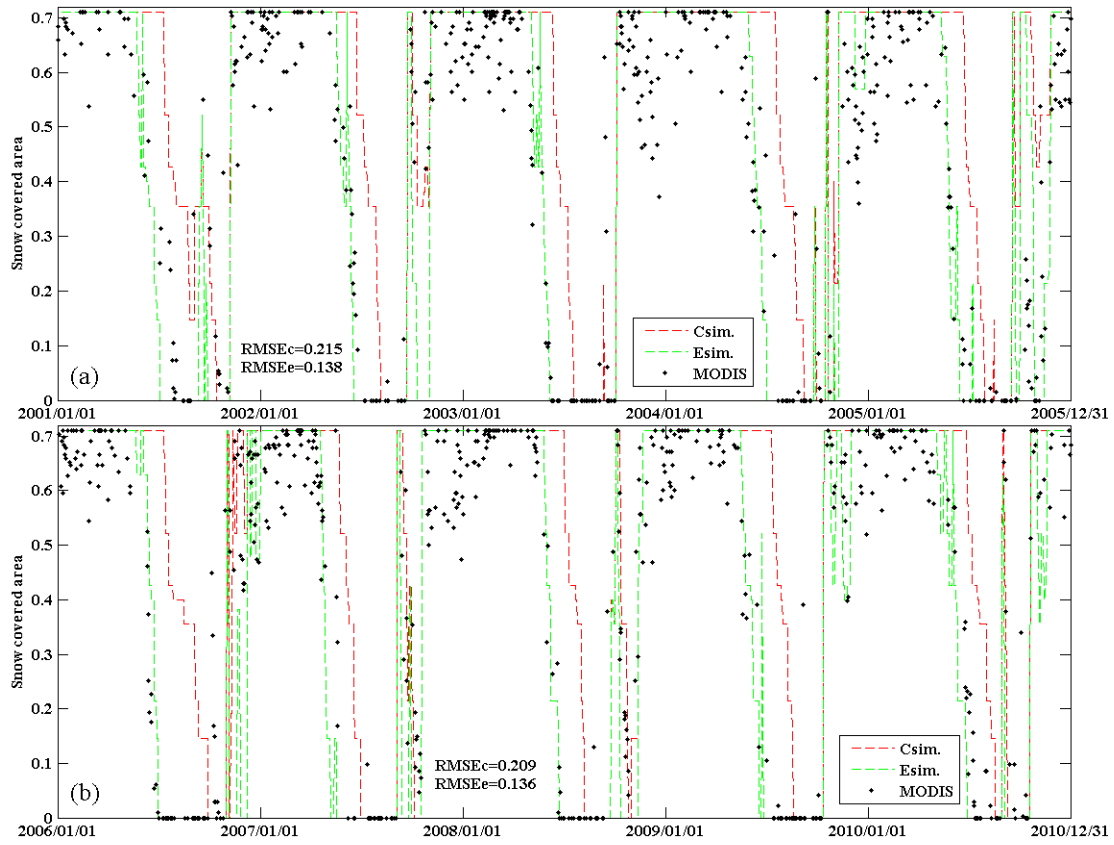 0.7
0.6
0.5
0.4
0.3
0.2
0.1
0
Snow covered area
RMSEc=0.215
RMSEe=0.138
(a)
Csim.
Esim.
MODIS
2001/01/01
2002/01/01
2003/01/01
2004/01/01
2005/01/01
2005/12/31
0.7
0.6
0.5
0.4
0.3
0.2
0.1
0
Snow covered area
RMSEc=0.209
RMSEe=0.136
(b)
Csim.
Esim.
MODIS
2006/01/01
2007/01/01
2008/01/01
2009/01/01
2010/01/01
2010/12/31